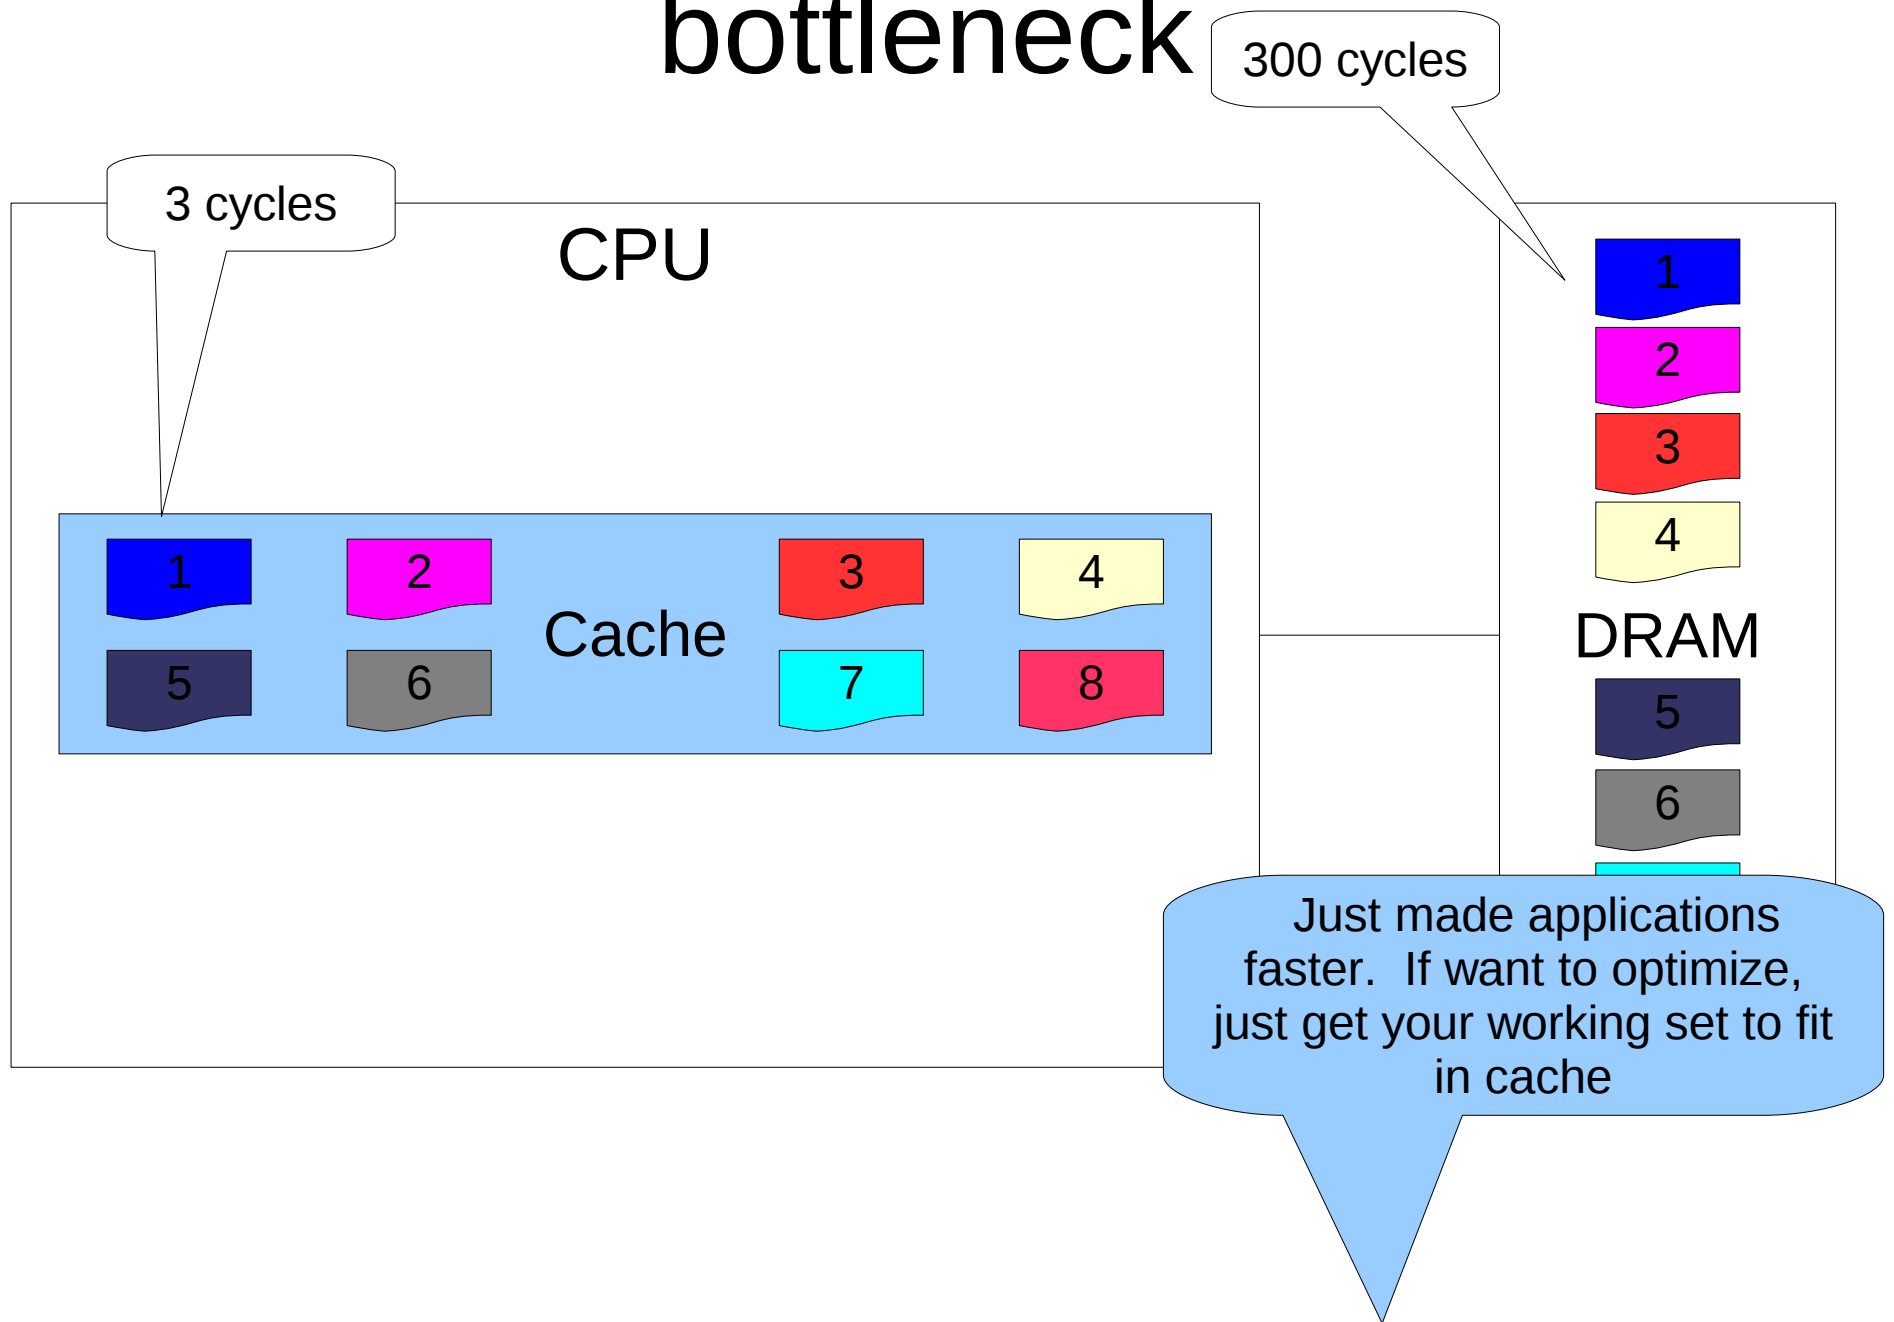 bottleneck
300 cycles
3 cycles
CPU
1
2
3
4
Cache
5
6
7
8
1
2
3
4
DRAM
5
6
Just made applications
faster.  If want to optimize,
just get your working set to fit
in cache